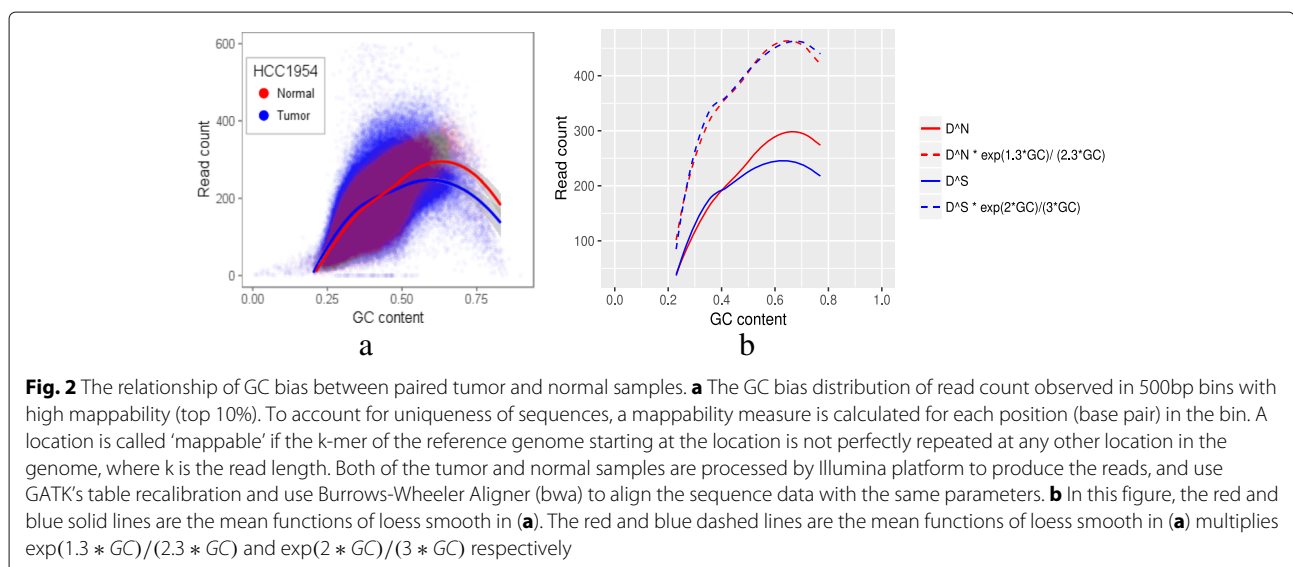 HCC1954
Normal
Tumor
600
400
200
0
Read count
0.00 0.25 0.50 0.75
GC content
a
400
300
200
100
Read count
0.0 0.2 0.4 0.6 0.8 1.0
GC content
b
D^N
D^N * exp(1.3*GC)/ (2.3*GC)
D^S
D^S * exp(2*GC)/(3*GC)
Fig. 2 The relationship of GC bias between paired tumor and normal samples. a The GC bias distribution of read count observed in 500bp bins with
high mappability (top 10%). To account for uniqueness of sequences, a mappability measure is calculated for each position (base pair) in the bin. A
location is called ‘mappable’ if the k-mer of the reference genome starting at the location is not perfectly repeated at any other location in the
genome, where k is the read length. Both of the tumor and normal samples are processed by Illumina platform to produce the reads, and use
GATK’s table recalibration and use Burrows-Wheeler Aligner (bwa) to align the sequence data with the same parameters. b In this figure, the red and
blue solid lines are the mean functions of loess smooth in (a). The red and blue dashed lines are the mean functions of loess smooth in (a) multiplies
exp(1.3 ∗ GC)/(2.3 ∗ GC) and exp(2 ∗ GC)/(3 ∗ GC) respectively